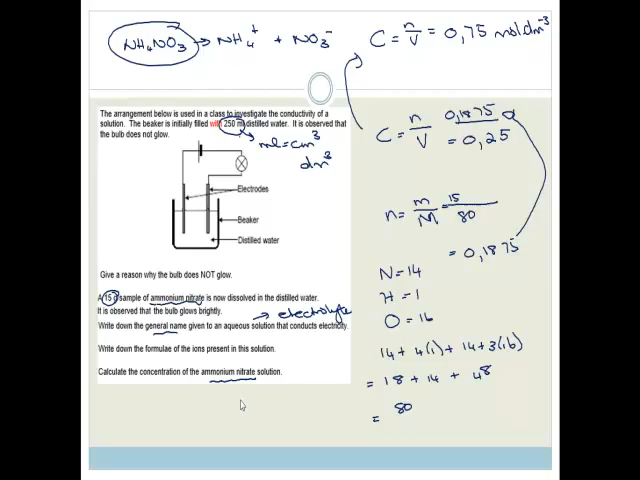 NH₄NO₃ → NH₄⁺ + NO₃⁻
C = n/V = 0,75 mol.dm⁻³
The arrangement below is used in a class to investigate the conductivity of a
solution. The beaker is initially filled with 250 ml distilled water. It is observed that
the bulb does not glow.
ml = cm³
dm³
Electrodes
Beaker
Distilled water
Give a reason why the bulb does NOT glow.
A 15 g sample of ammonium nitrate is now dissolved in the distilled water.
It is observed that the bulb glows brightly.
→ electrolyte
Write down the general name given to an aqueous solution that conducts electricity.
Write down the formulae of the ions present in this solution.
Calculate the concentration of the ammonium nitrate solution.
C = n/V = 0,1875/0,25
n = m/M = 15/80
= 0,1875
N = 14
H = 1
O = 16
14 + 4(1) + 14 + 3(16)
= 18 + 14 + 48
= 80